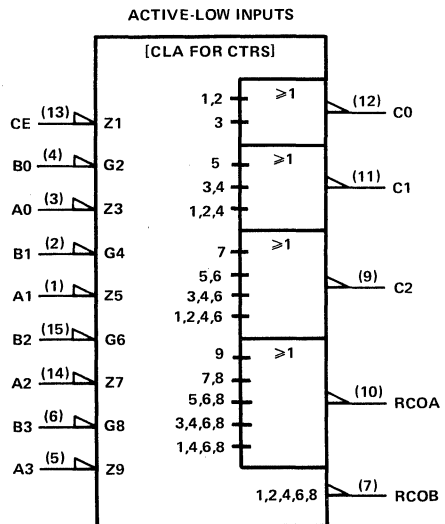 ACTIVE-LOW INPUTS
[CLA FOR CTRS]
CE (13) Z1
B0 (4) G2
A0 (3) Z3
B1 (2) G4
A1 (1) Z5
B2 (15) G6
A2 (14) Z7
B3 (6) G8
A3 (5) Z9
1,2
3
⩾1
(12) C0
5
3,4
1,2,4
⩾1
(11) C1
7
5,6
3,4,6
1,2,4,6
⩾1
(9) C2
9
7,8
5,6,8
3,4,6,8
1,4,6,8
⩾1
(10) RCOA
1,2,4,6,8
(7) RCOB